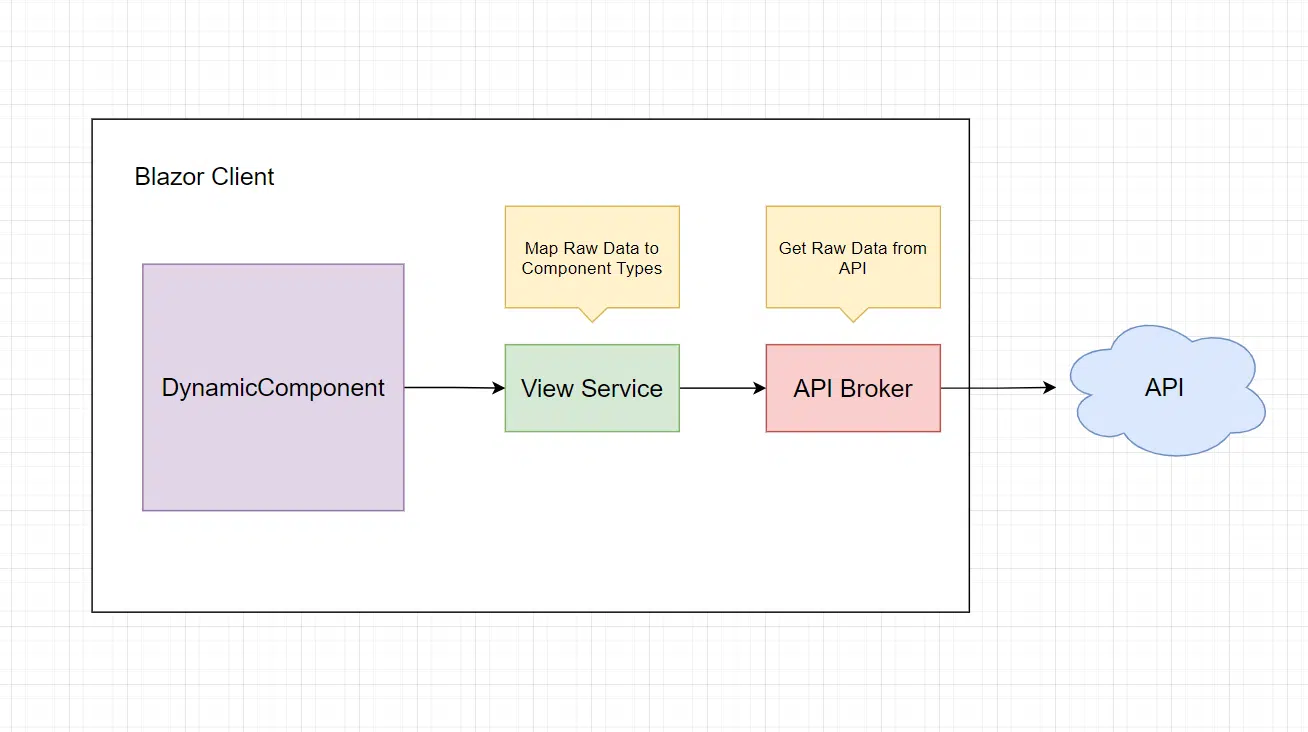 Blazor Client
Map Raw Data to
Component Types
Get Raw Data from
API
DynamicComponent
View Service
API Broker
API